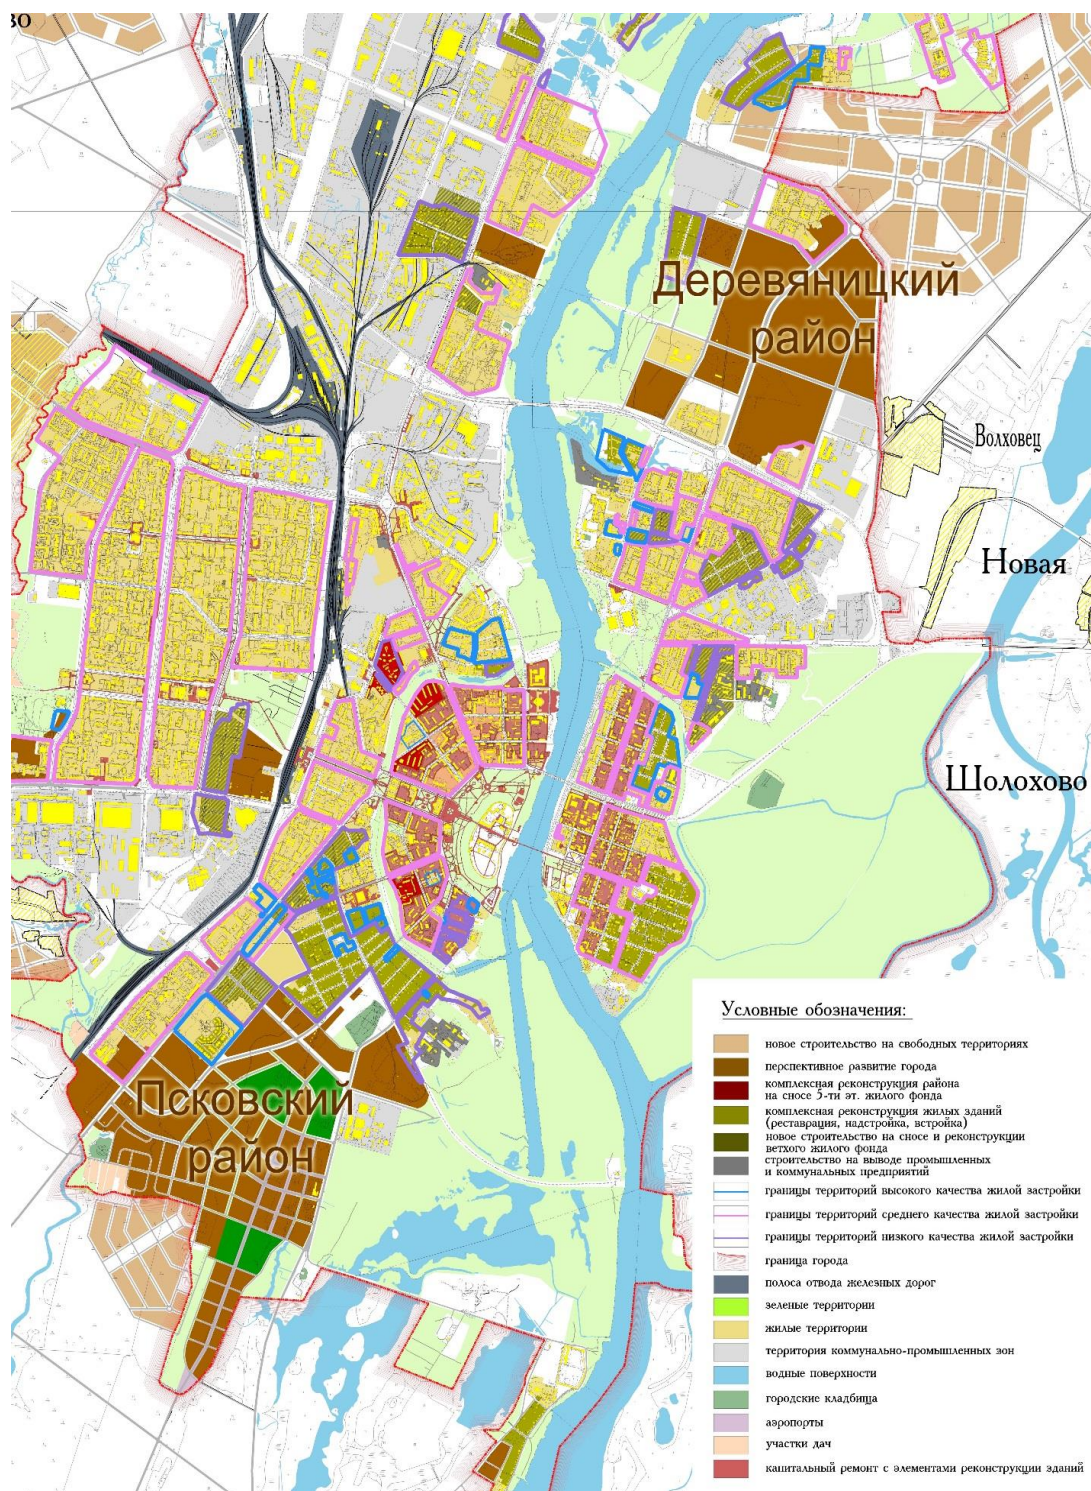 ВО
Деревяницкий
район
Волховец
Новая
Шолохово
Псковский
район
Условные обозначения:
новое строительство на свободных территориях
перспективное развитие города
комплексная реконструкция района
на сносе 5-ти эт. жилого фонда
комплексная реконструкция жилых зданий
(реставрация, надстройка, встройка)
новое строительство на сносе и реконструкции
ветхого жилого фонда
строительство на выводе промышленных
и коммунальных предприятий
границы территорий высокого качества жилой застройки
границы территорий среднего качества жилой застройки
границы территорий низкого качества жилой застройки
граница города
полоса отвода железных дорог
зеленые территории
жилые территории
территория коммунально-промышленных зон
водные поверхности
городские кладбища
аэропорты
участки дач
капитальный ремонт с элементами реконструкции зданий